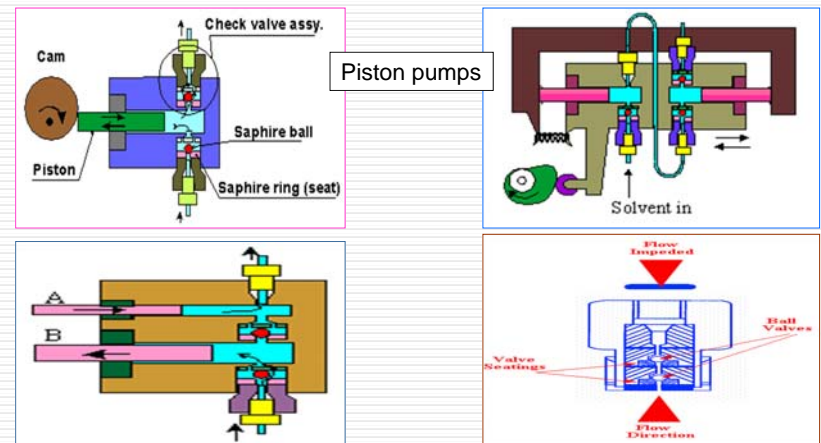 Piston pumps
Check valve assy.
Cam
Saphire ball
Piston
Saphire ring (seat)
Solvent in
A
B
Flow
Impeded
Ball
Valves
Valve
Seatings
Flow
Direction